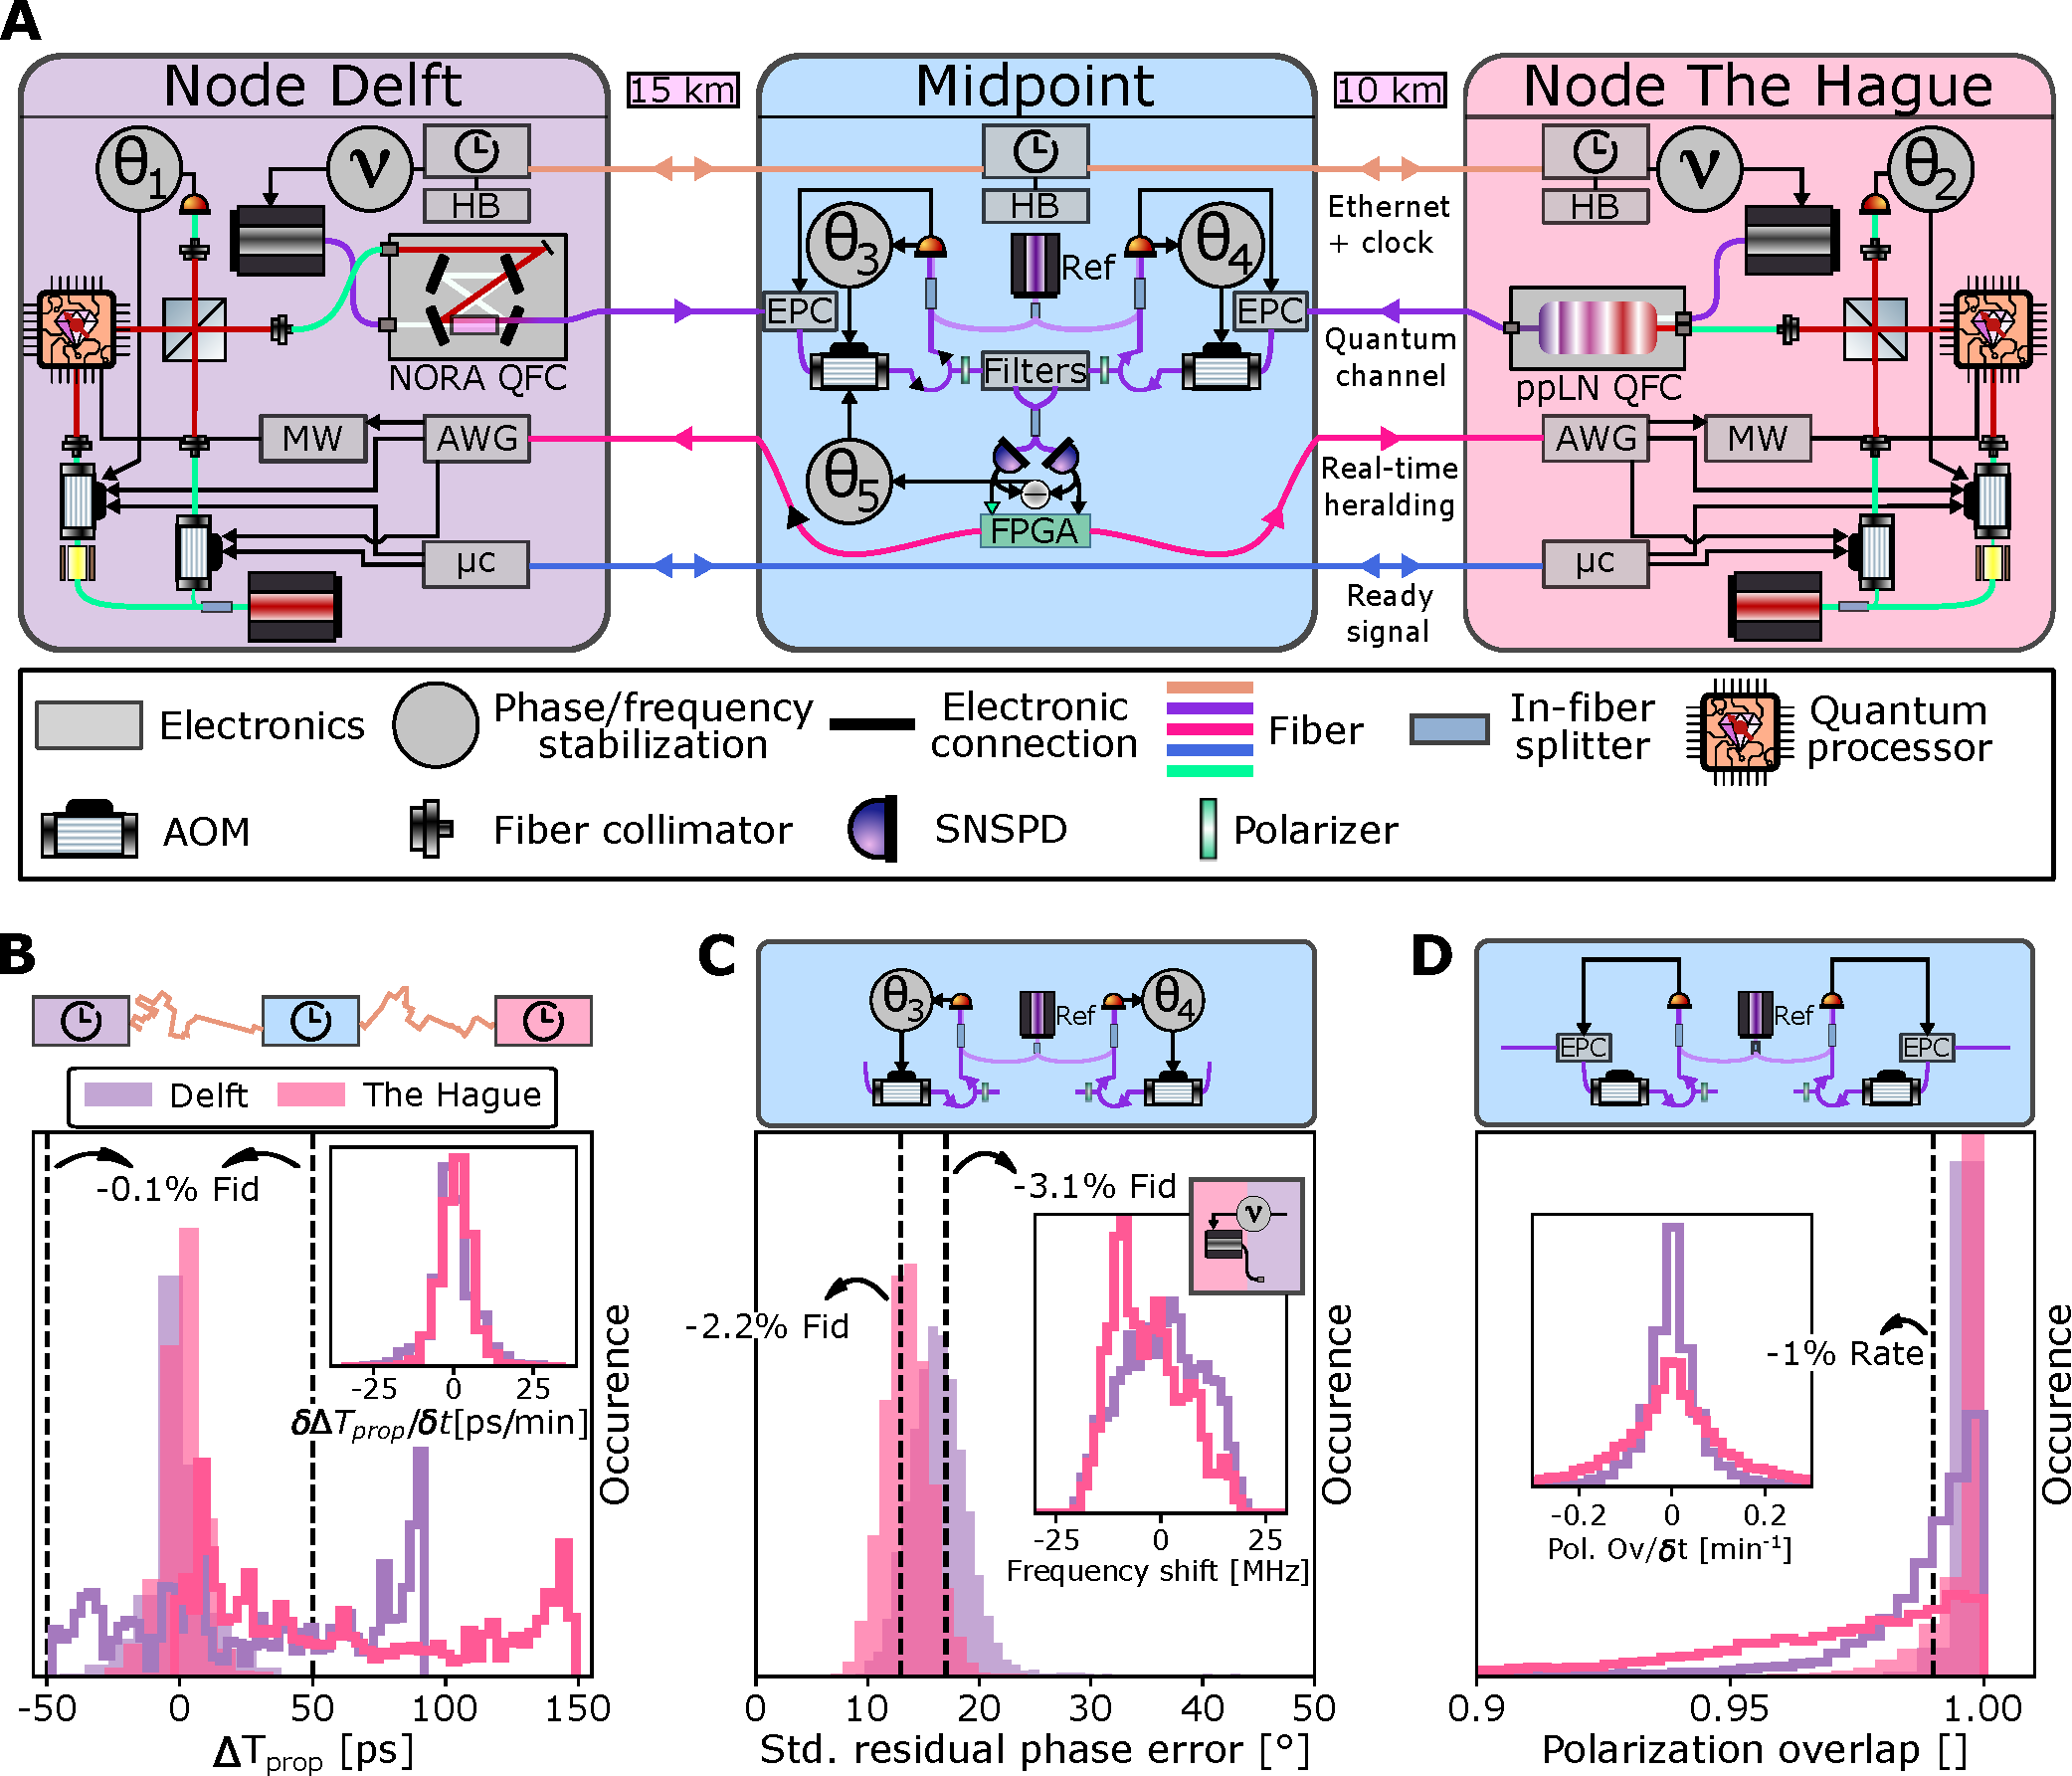 A
Node Delft
15 km
Midpoint
10 km
Node The Hague
θ1
ν
HB
NORA QFC
MW
AWG
μc
HB
θ3
θ4
Ref
EPC
EPC
Filters
θ5
FPGA
Ethernet
+ clock
Quantum
channel
Real-time
heralding
Ready
signal
HB
ν
θ2
ppLN QFC
AWG
MW
μc
Electronics
Phase/frequency
stabilization
Electronic
connection
Fiber
In-fiber
splitter
Quantum
processor
AOM
Fiber collimator
SNSPD
Polarizer
B
Delft
The Hague
-0.1% Fid
-25 0 25
δΔTprop/δt[ps/min]
Occurence
-50 0 50 100 150
ΔTprop [ps]
C
θ3
Ref
θ4
-3.1% Fid
-2.2% Fid
ν
-25 0 25
Frequency shift [MHz]
Occurence
0 10 20 30 40 50
Std. residual phase error [°]
D
EPC
Ref
EPC
-1% Rate
-0.2 0 0.2
Pol. Ov/δt [min-1]
Occurence
0.9 0.95 1.00
Polarization overlap []